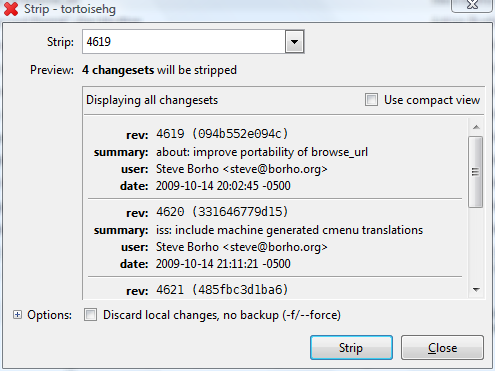 Strip - tortoisehg
Strip: 4619
Preview: 4 changesets will be stripped
Displaying all changesets Use compact view
rev: 4619 (094b552e094c)
summary: about: improve portability of browse_url
user: Steve Borho <steve@borho.org>
date: 2009-10-14 20:02:45 -0500
rev: 4620 (331646779d15)
summary: iss: include machine generated cmenu translations
user: Steve Borho <steve@borho.org>
date: 2009-10-14 21:11:21 -0500
rev: 4621 (485fbc3d1ba6)
Options: Discard local changes, no backup (-f/--force)
Strip Close